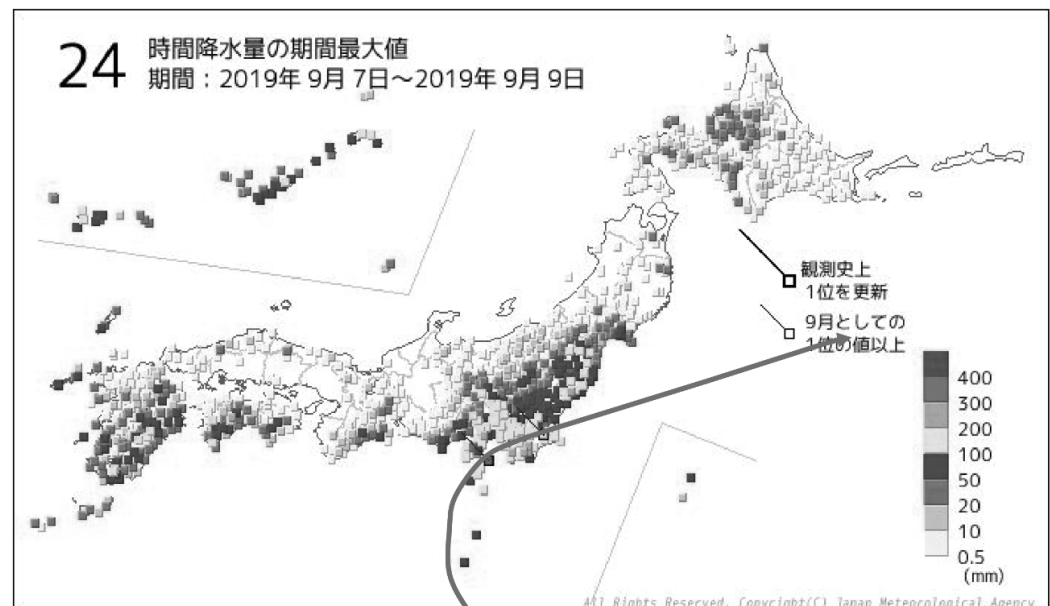 24
時間降水量の期間最大値
期間：2019年 9月 7日～2019年 9月 9日
観測史上
1位を更新
9月としての
1位の値以上
400
300
200
100
50
20
10
0.5
(mm)
All Rights Reserved, Copyright(C) Japan Meteorological Agency